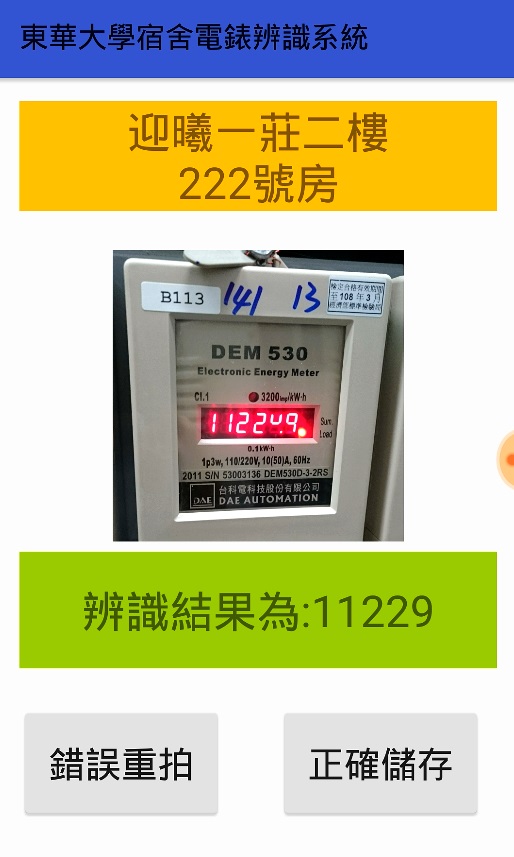 東華大學宿舍電錶辨識系統
迎曦一莊二樓
222號房
B113
141 13
檢定合格有效期間
至108年3月
經濟部標準檢驗局
DEM 530
Electronic Energy Meter
Cl.1
3200imp/kW·h
112249.
Sum.
Load
0.1kW·h
1p3w, 110/220V, 10(50)A, 60Hz
2011 S/N 53003136 DEM530D-3-2RS
DAE
台科電科技股份有限公司
DAE AUTOMATION
辨識結果為:11229
錯誤重拍
正確儲存